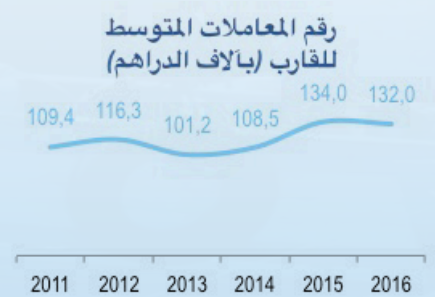 رقم المعاملات المتوسط
للقارب (بآلاف الدراهم)
109,4 116,3 101,2 108,5 134,0 132,0
2011 2012 2013 2014 2015 2016